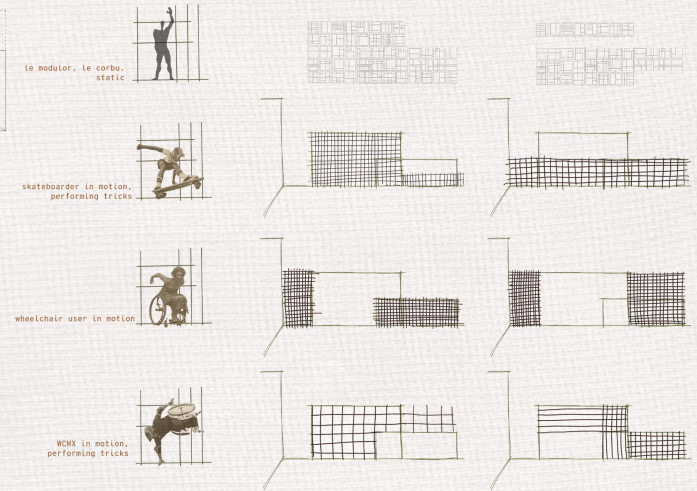 le modulor, le corbu.
static
skateboarder in motion,
performing tricks
wheelchair user in motion
WCMX in motion,
performing tricks